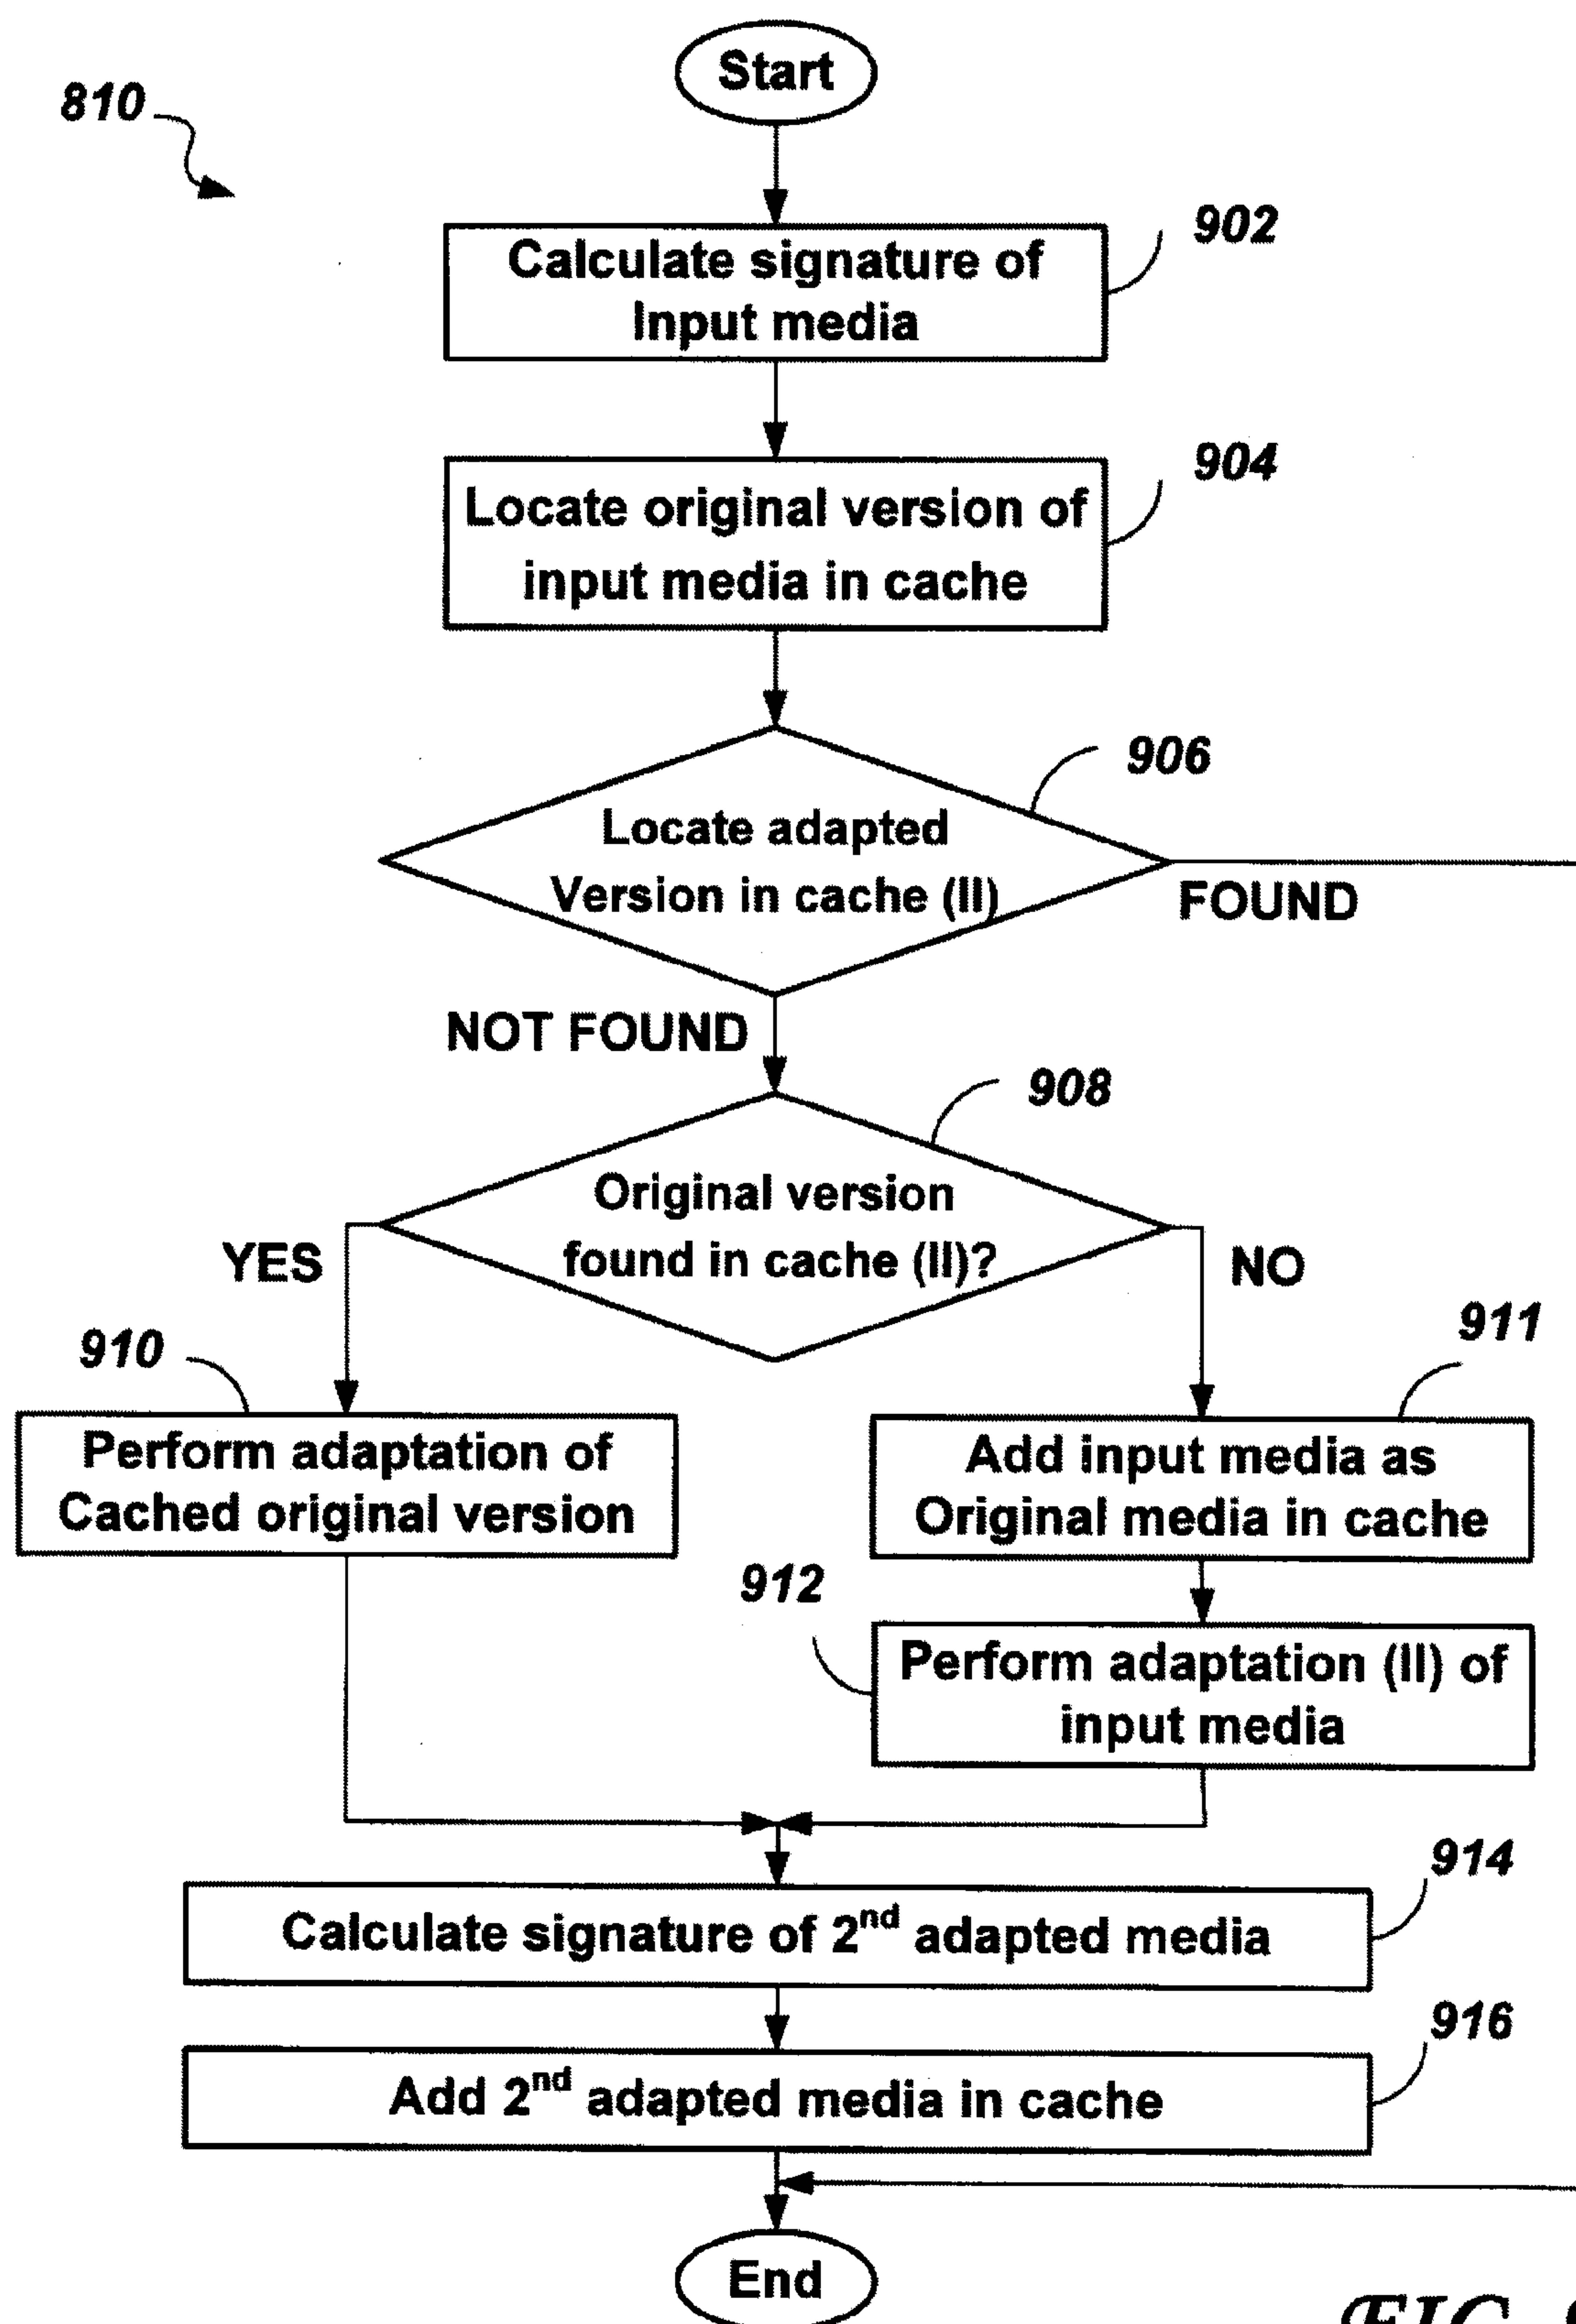 Start
810
902
Calculate signature of
Input media
904
Locate original version of
input media in cache
906
Locate adapted
Version in cache (II)
FOUND
NOT FOUND
908
Original version
found in cache (II)?
YES
NO
910
911
Perform adaptation of
Cached original version
Add input media as
Original media in cache
912
Perform adaptation (II) of
input media
914
Calculate signature of 2nd adapted media
916
Add 2nd adapted media in cache
End